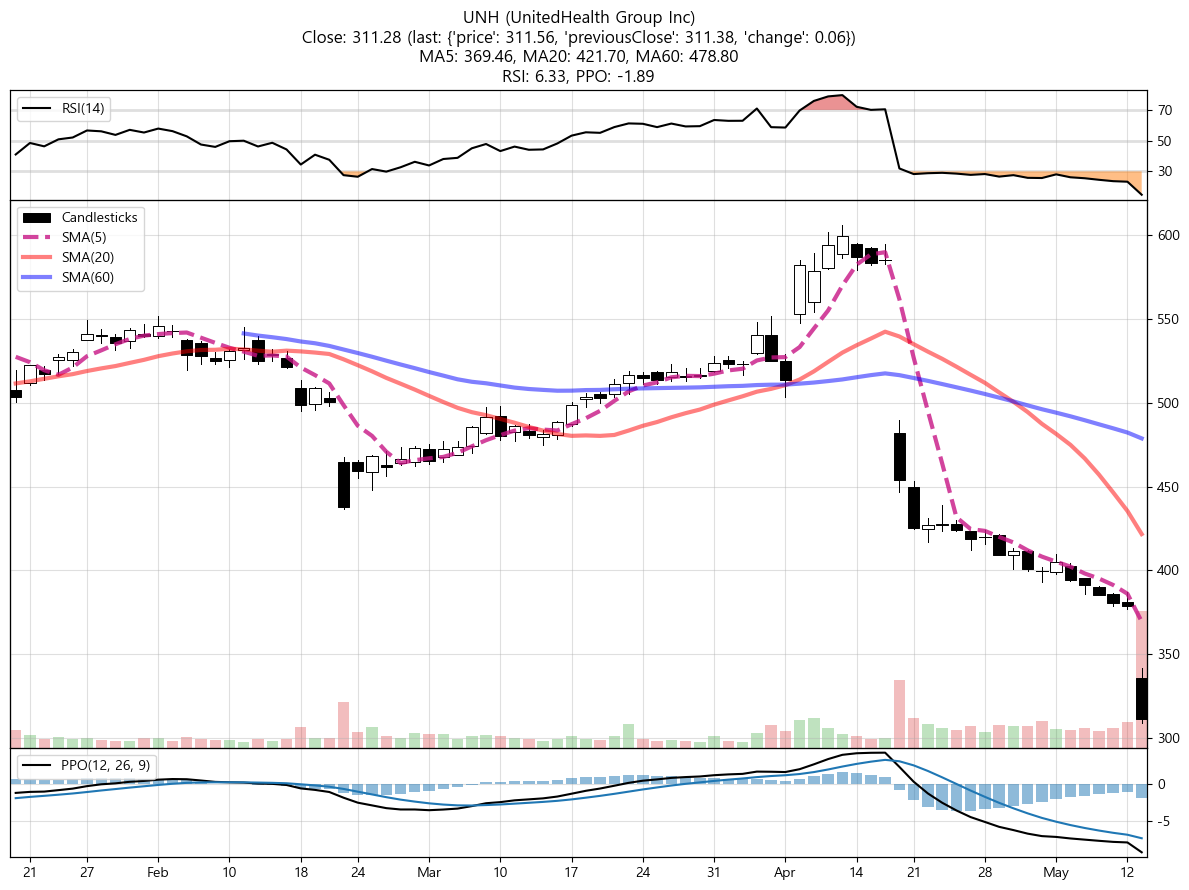 UNH (UnitedHealth Group Inc)
Close: 311.28 (last: {'price': 311.56, 'previousClose': 311.38, 'change': 0.06})
MA5: 369.46, MA20: 421.70, MA60: 478.80
RSI: 6.33, PPO: -1.89
RSI(14)
70
50
30
Candlesticks
SMA(5)
SMA(20)
SMA(60)
600
550
500
450
400
350
300
PPO(12, 26, 9)
0
-5
21 27 Feb 10 18 24 Mar 10 17 24 31 Apr 14 21 28 May 12